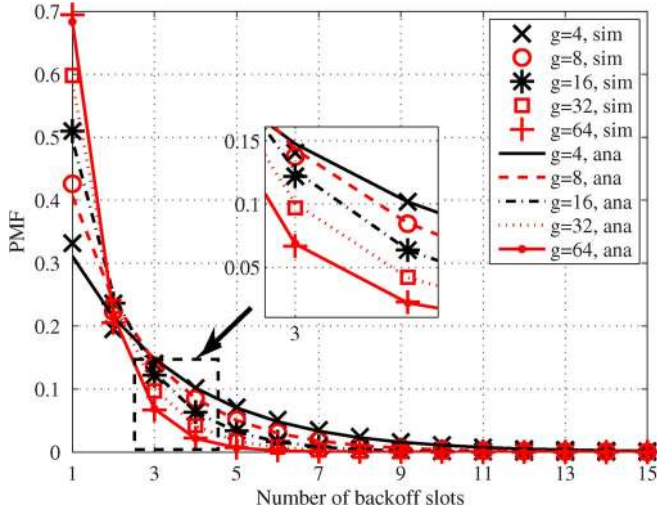 0.7
0.6
0.5
0.4
0.3
0.2
0.1
0
PMF
1
3
5
7
9
11
13
15
Number of backoff slots
0.15
0.1
0.05
3
g=4, sim
g=8, sim
g=16, sim
g=32, sim
g=64, sim
g=4, ana
g=8, ana
g=16, ana
g=32, ana
g=64, ana